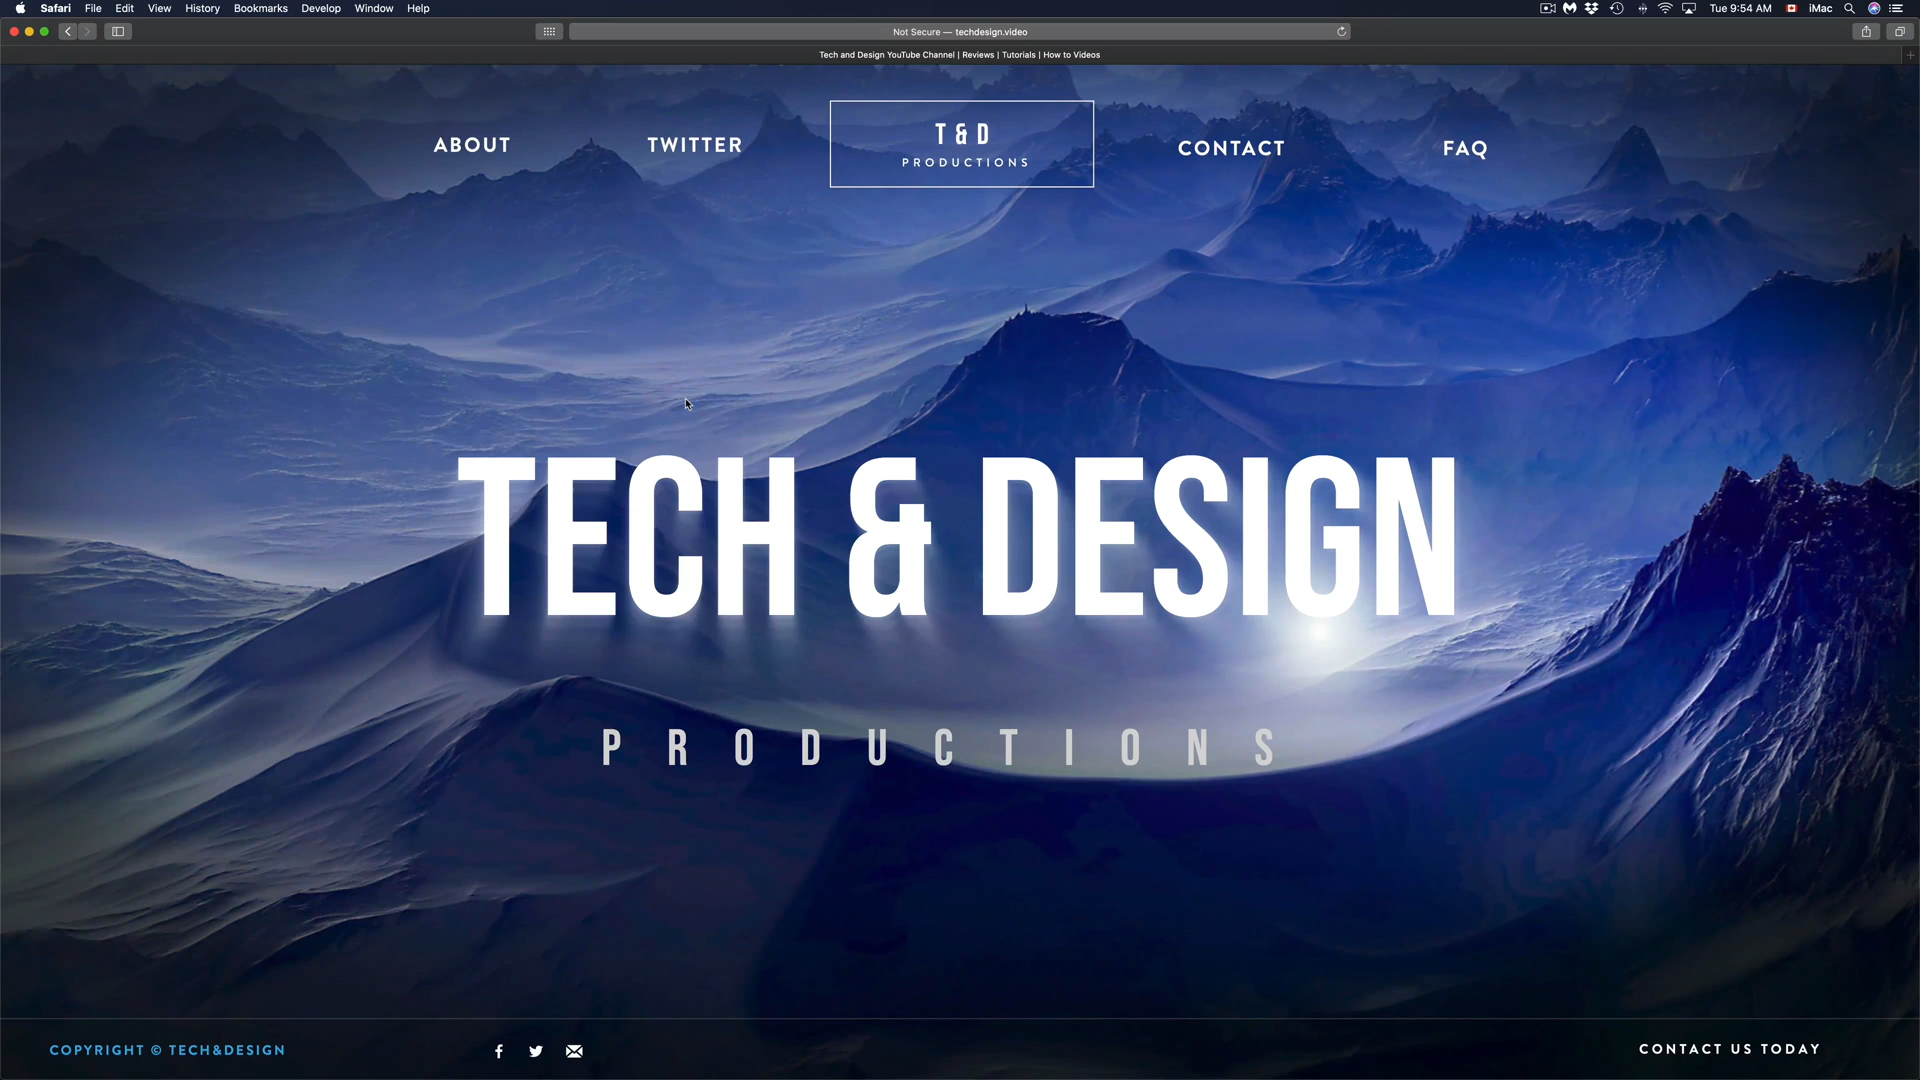 Safari File Edit View History Bookmarks Develop Window Help Tue 9:54 AM iMac
Not Secure — techdesign.video
Tech and Design YouTube Channel | Reviews | Tutorials | How to Videos
ABOUT TWITTER T & D CONTACT FAQ
PRODUCTIONS
TECH & DESIGN
PRODUCTIONS
COPYRIGHT © TECH&DESIGN CONTACT US TODAY